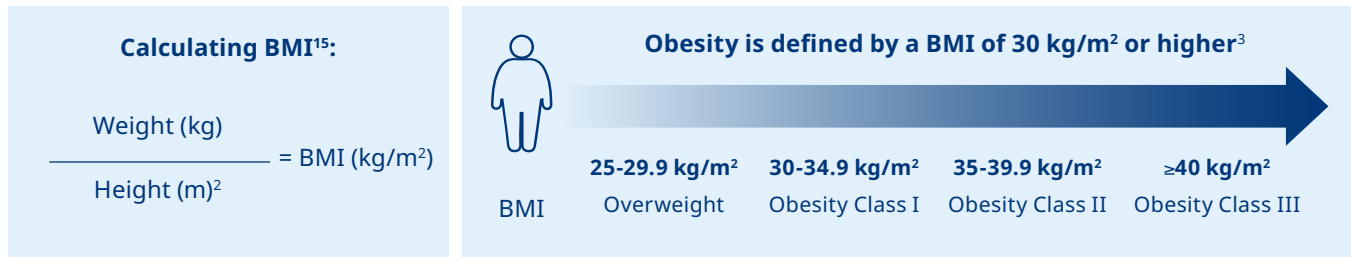 Calculating BMI¹⁵:
Weight (kg)
Height (m)²
= BMI (kg/m²)
Obesity is defined by a BMI of 30 kg/m² or higher³
BMI
25-29.9 kg/m²
Overweight
30-34.9 kg/m²
Obesity Class I
35-39.9 kg/m²
Obesity Class II
≥40 kg/m²
Obesity Class III